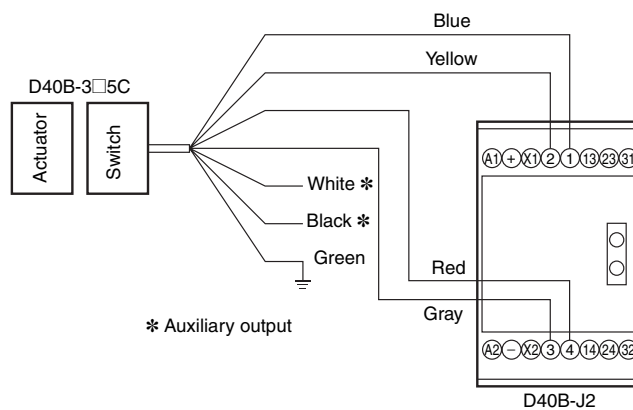 Blue
Yellow
D40B-3□5C
Actuator
Switch
A1 + X1 2 1 13 23 31
White *
Black *
Green
Red
Gray
* Auxiliary output
A2 − X2 3 4 14 24 32
D40B-J2